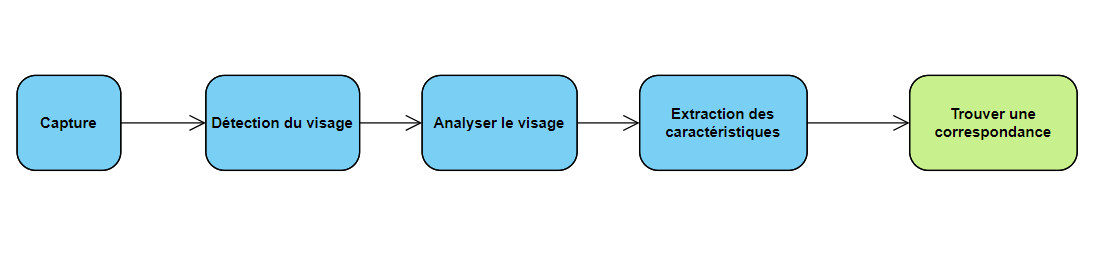 Capture
Détection du visage
Analyser le visage
Extraction des
caractéristiques
Trouver une
correspondance